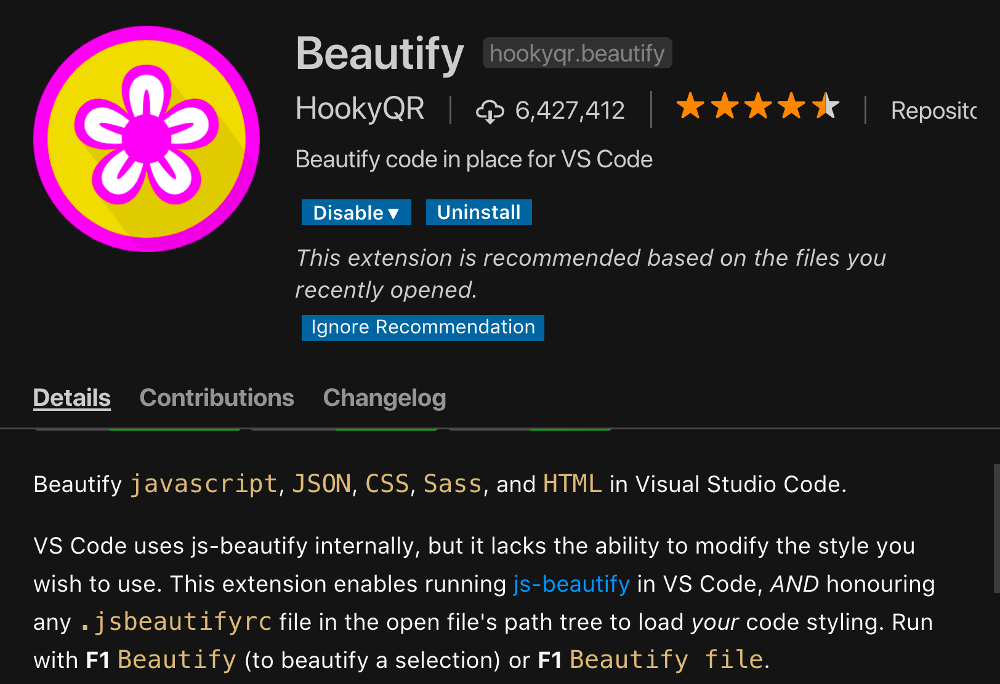 Beautify hookyqr.beautify
HookyQR | 6,427,412 | | Reposito
Beautify code in place for VS Code
Disable ▾ Uninstall
This extension is recommended based on the files you
recently opened.
Ignore Recommendation
Details Contributions Changelog
Beautify javascript, JSON, CSS, Sass, and HTML in Visual Studio Code.
VS Code uses js-beautify internally, but it lacks the ability to modify the style you
wish to use. This extension enables running js-beautify in VS Code, AND honouring
any .jsbeautifyrc file in the open file's path tree to load your code styling. Run
with F1 Beautify (to beautify a selection) or F1 Beautify file.